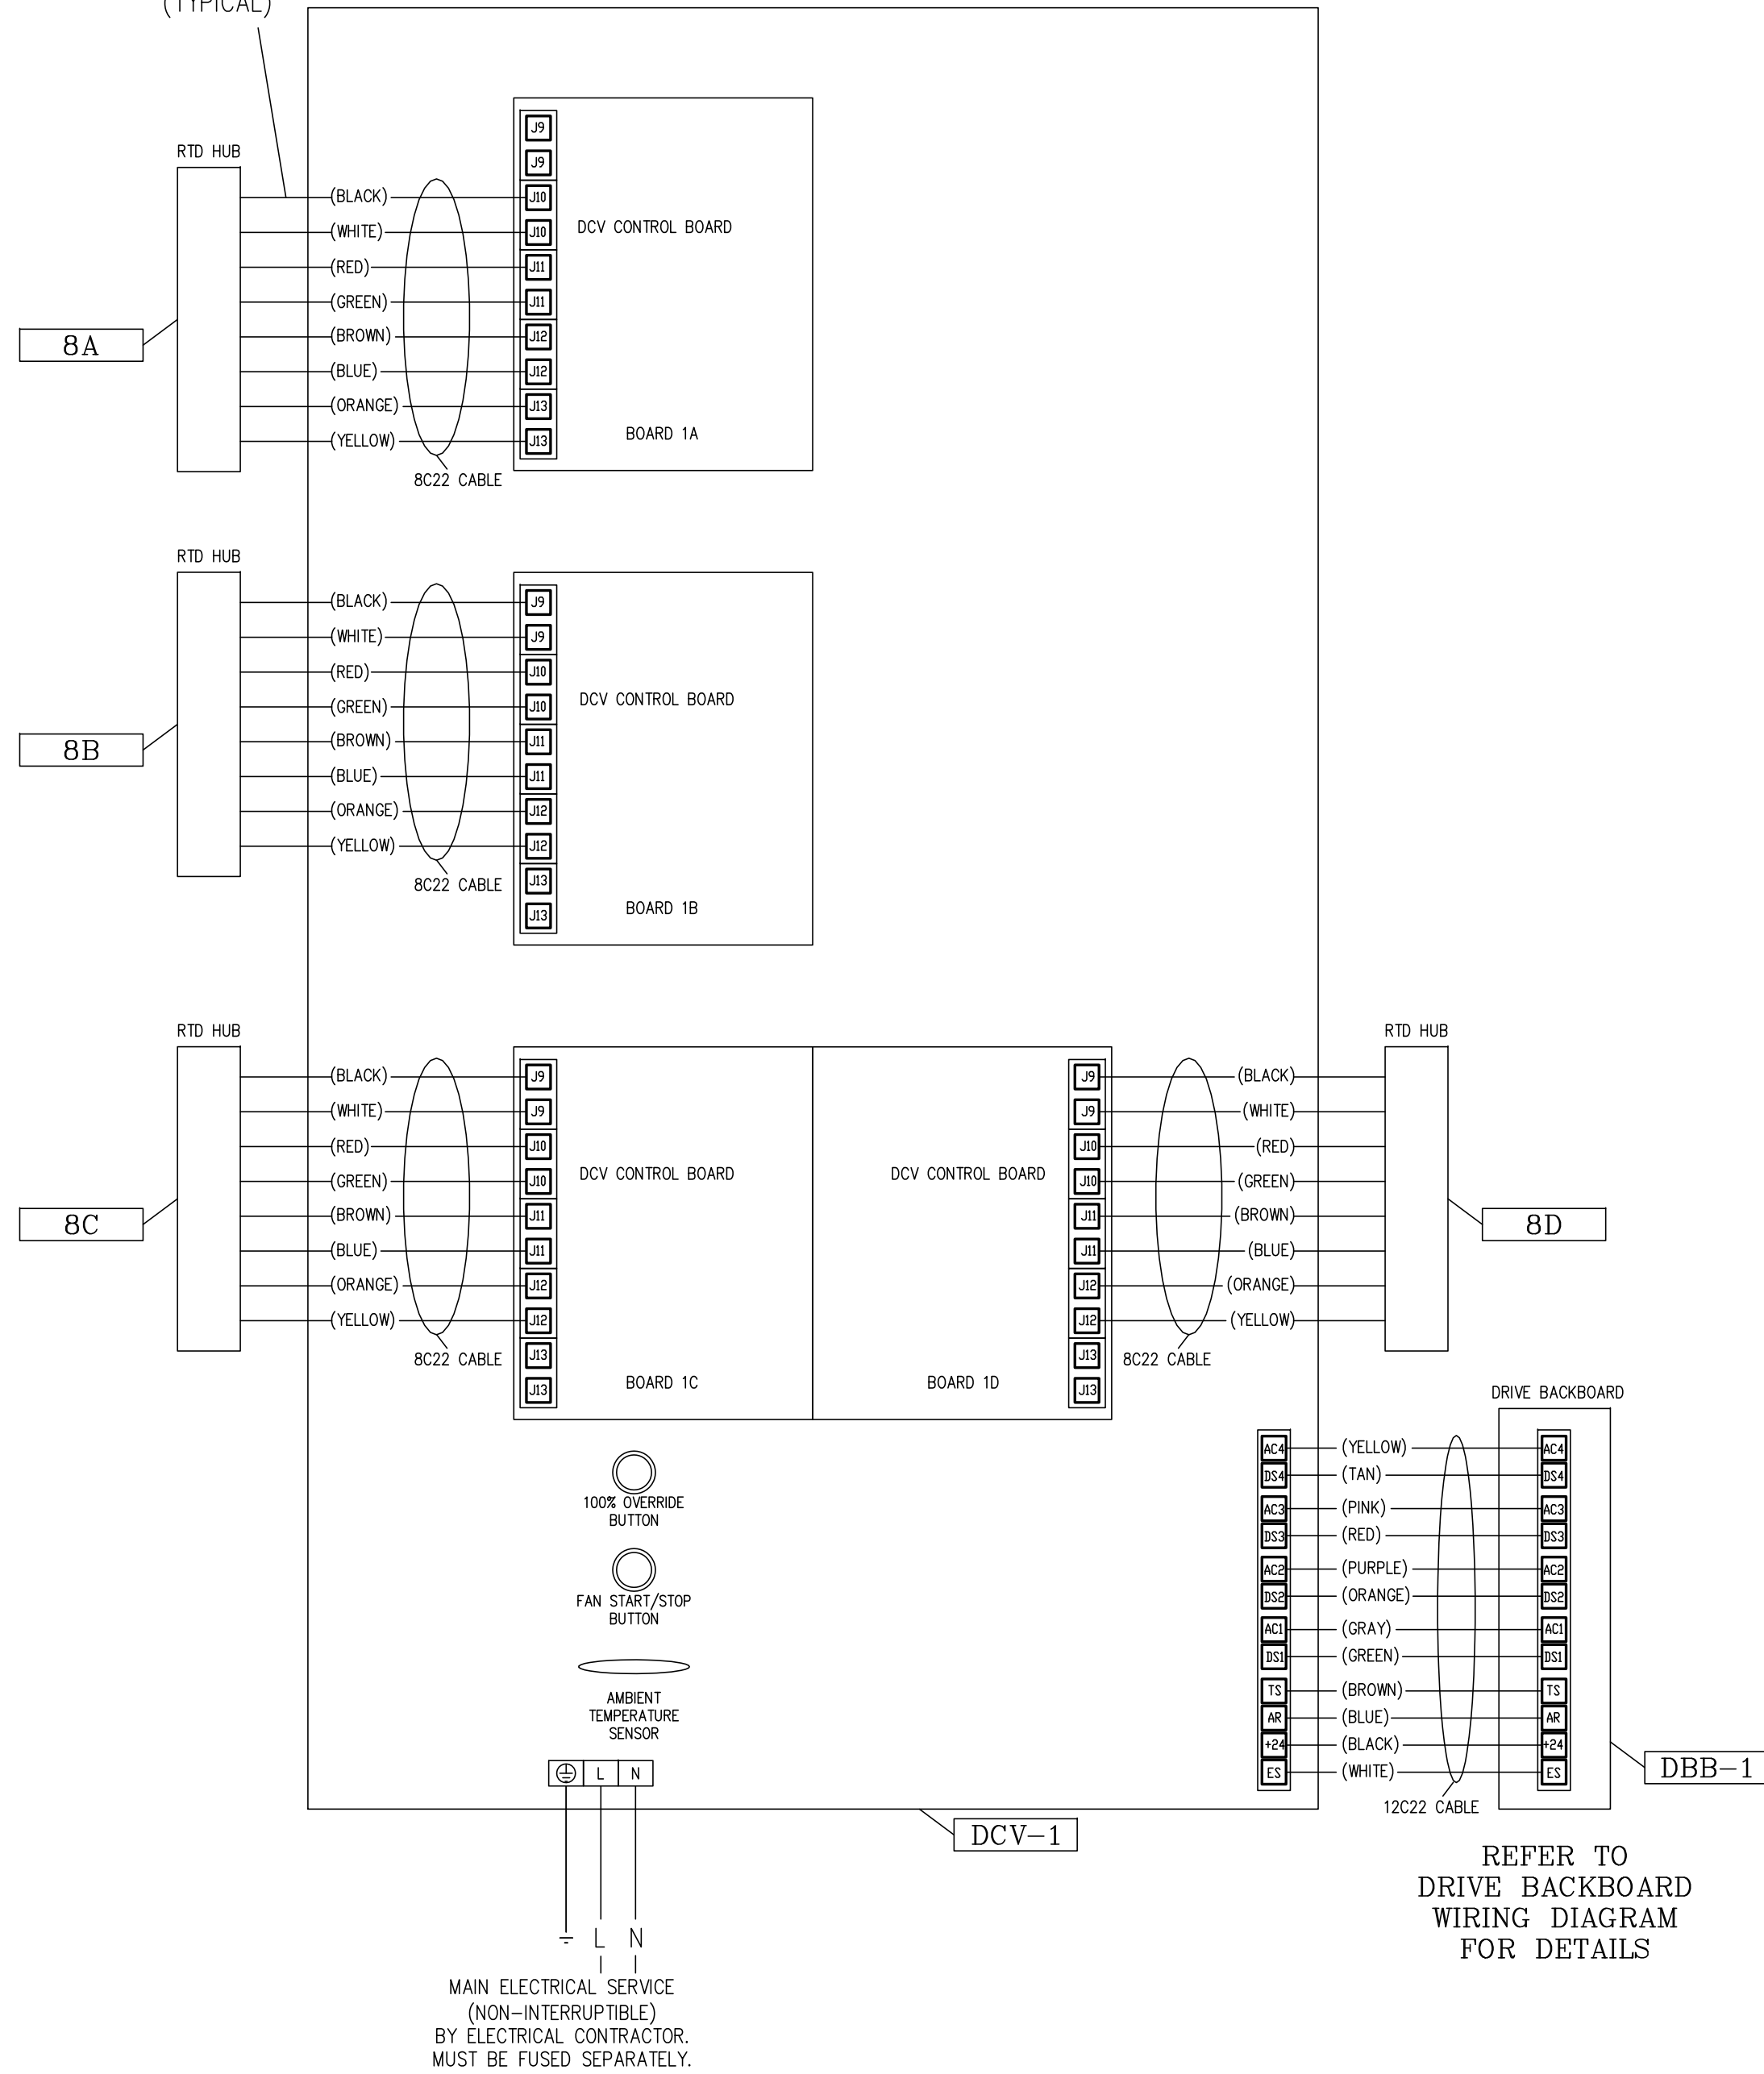 (TYPICAL)
RTD HUB
8A
(BLACK)
(WHITE)
(RED)
(GREEN)
(BROWN)
(BLUE)
(ORANGE)
(YELLOW)
8C22 CABLE
J9
J9
J10
J10
J11
J11
J12
J12
J13
J13
DCV CONTROL BOARD
BOARD 1A
RTD HUB
8B
(BLACK)
(WHITE)
(RED)
(GREEN)
(BROWN)
(BLUE)
(ORANGE)
(YELLOW)
8C22 CABLE
J9
J9
J10
J10
J11
J11
J12
J12
J13
J13
DCV CONTROL BOARD
BOARD 1B
RTD HUB
8C
(BLACK)
(WHITE)
(RED)
(GREEN)
(BROWN)
(BLUE)
(ORANGE)
(YELLOW)
8C22 CABLE
J9
J9
J10
J10
J11
J11
J12
J12
J13
J13
DCV CONTROL BOARD
BOARD 1C
DCV CONTROL BOARD
BOARD 1D
J9
J9
J10
J10
J11
J11
J12
J12
J13
J13
(BLACK)
(WHITE)
(RED)
(GREEN)
(BROWN)
(BLUE)
(ORANGE)
(YELLOW)
8C22 CABLE
RTD HUB
8D
100% OVERRIDE
BUTTON
FAN START/STOP
BUTTON
AMBIENT
TEMPERATURE
SENSOR
L N
DRIVE BACKBOARD
AC4 (YELLOW) AC4
DS4 (TAN) DS4
AC3 (PINK) AC3
DS3 (RED) DS3
AC2 (PURPLE) AC2
DS2 (ORANGE) DS2
AC1 (GRAY) AC1
DS1 (GREEN) DS1
TS (BROWN) TS
AR (BLUE) AR
+24 (BLACK) +24
ES (WHITE) ES
12C22 CABLE
DBB-1
DCV-1
REFER TO
DRIVE BACKBOARD
WIRING DIAGRAM
FOR DETAILS
L N
MAIN ELECTRICAL SERVICE
(NON-INTERRUPTIBLE)
BY ELECTRICAL CONTRACTOR.
MUST BE FUSED SEPARATELY.